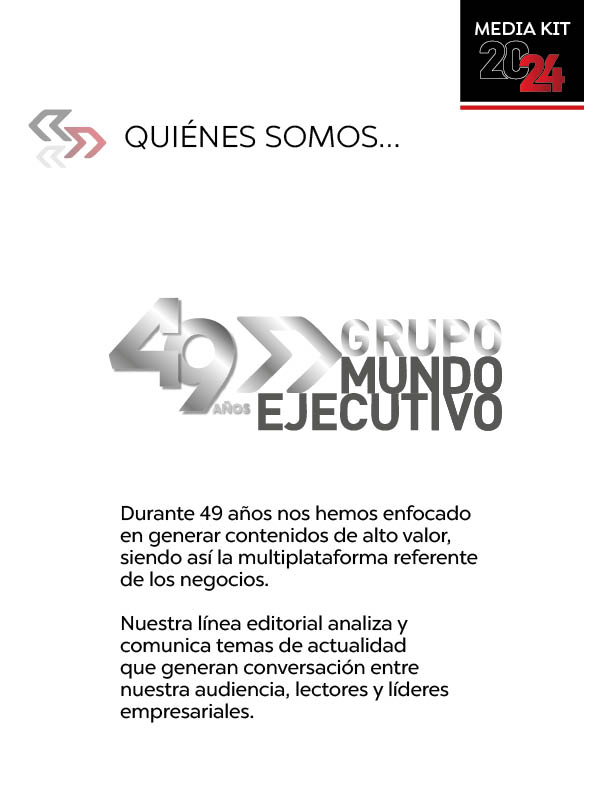 MEDIA KIT
2024
QUIÉNES SOMOS...
49
AÑOS
GRUPO
MUNDO
EJECUTIVO
Durante 49 años nos hemos enfocado
en generar contenidos de alto valor,
siendo así la multiplataforma referente
de los negocios.
Nuestra línea editorial analiza y
comunica temas de actualidad
que generan conversación entre
nuestra audiencia, lectores y líderes
empresariales.